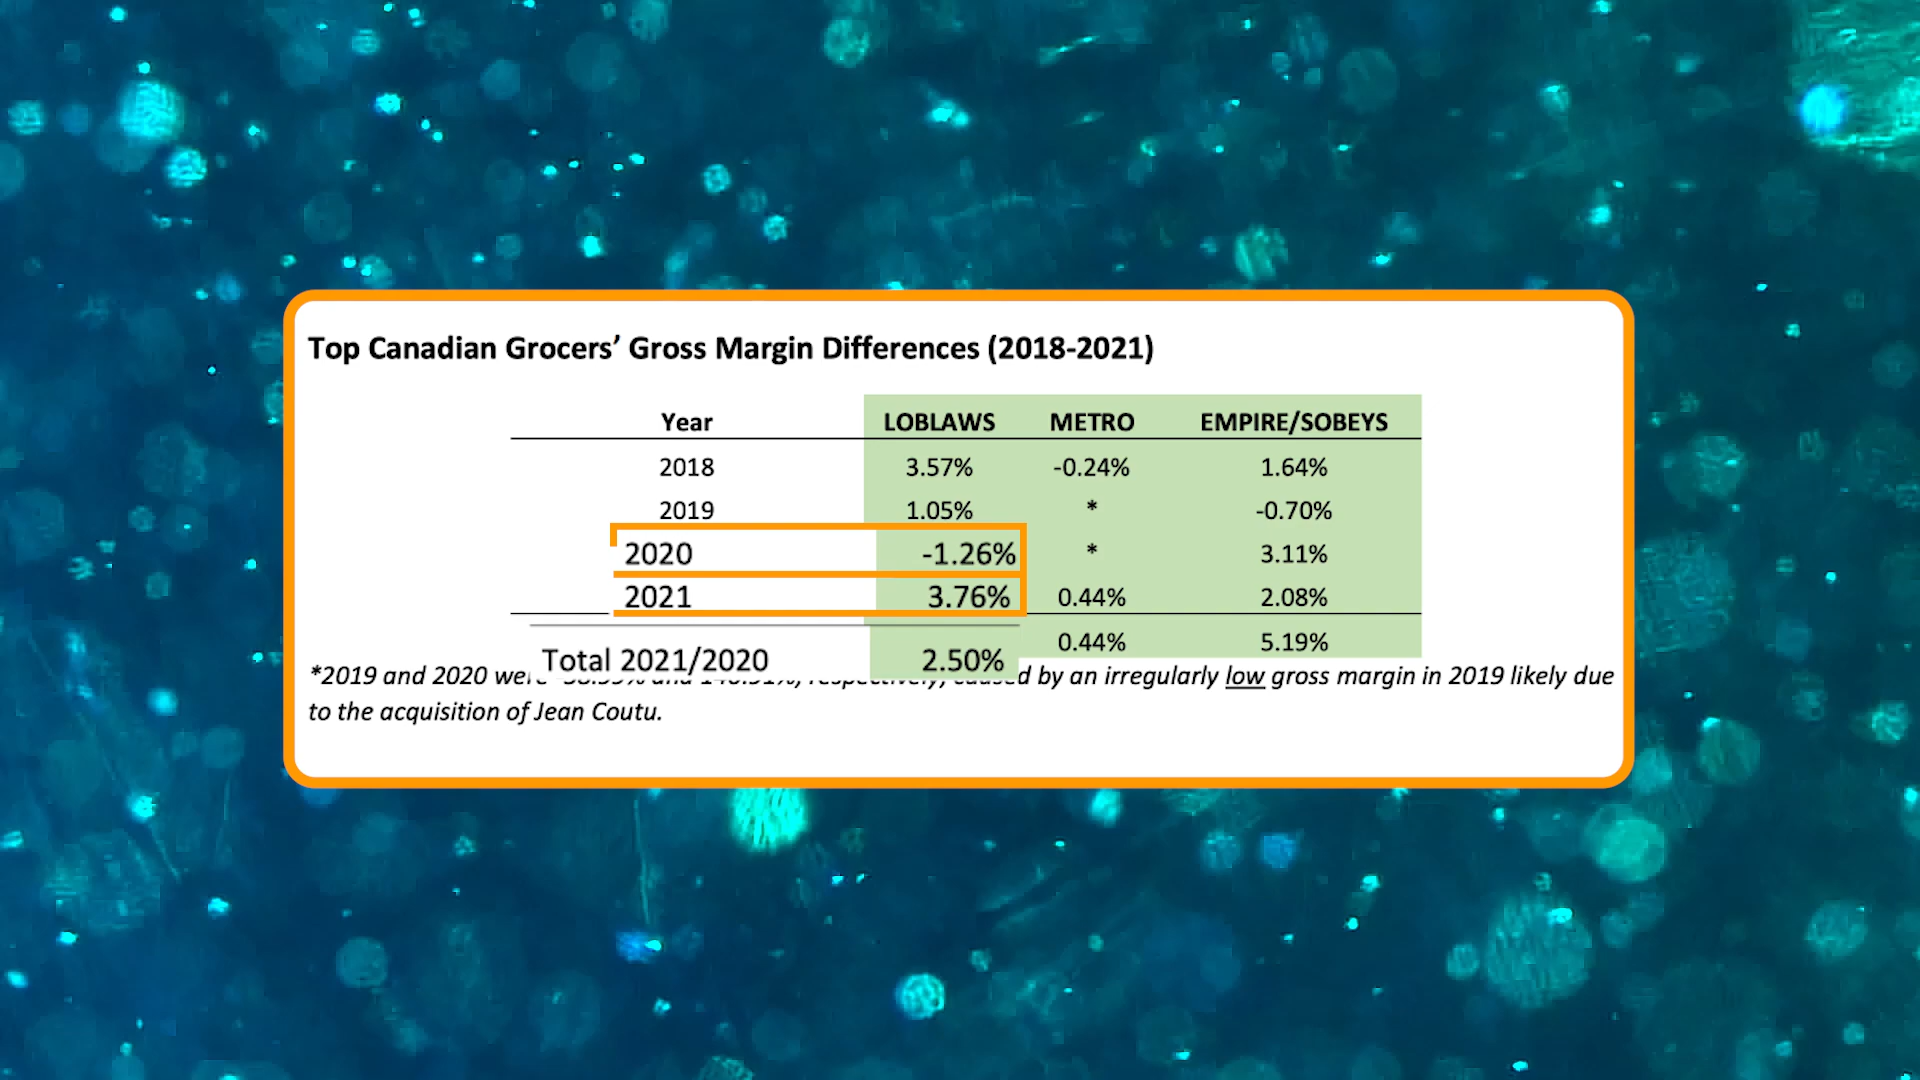 Top Canadian Grocers’ Gross Margin Differences (2018-2021)
Year LOBLAWS METRO EMPIRE/SOBEYS
2018 3.57% -0.24% 1.64%
2019 1.05% * -0.70%
2020 -1.26% * 3.11%
2021 3.76% 0.44% 2.08%
Total 2021/2020 2.50% 0.44% 5.19%
*2019 and 2020 were by an irregularly low gross margin in 2019 likely due
to the acquisition of Jean Coutu.